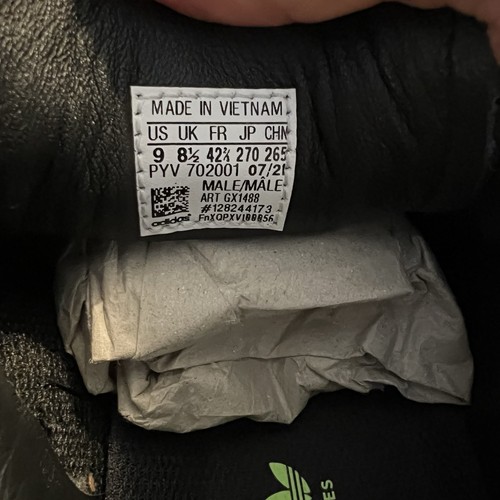 MADE IN VIETNAM
US UK FR JP CHN
9 8½ 42⅔ 270 265
PYV 702001 07/21
MALE/MÂLE
ART GX1488
#128244173
adidas